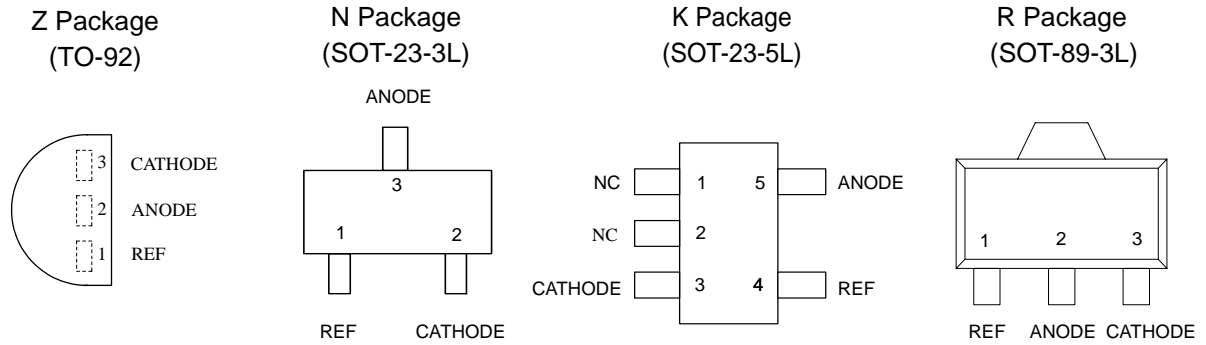 Z Package
(TO-92)
3 CATHODE
2 ANODE
1 REF
N Package
(SOT-23-3L)
ANODE
3
1 2
REF CATHODE
K Package
(SOT-23-5L)
NC 1 5 ANODE
NC 2
CATHODE 3 4 REF
R Package
(SOT-89-3L)
1 2 3
REF ANODE CATHODE